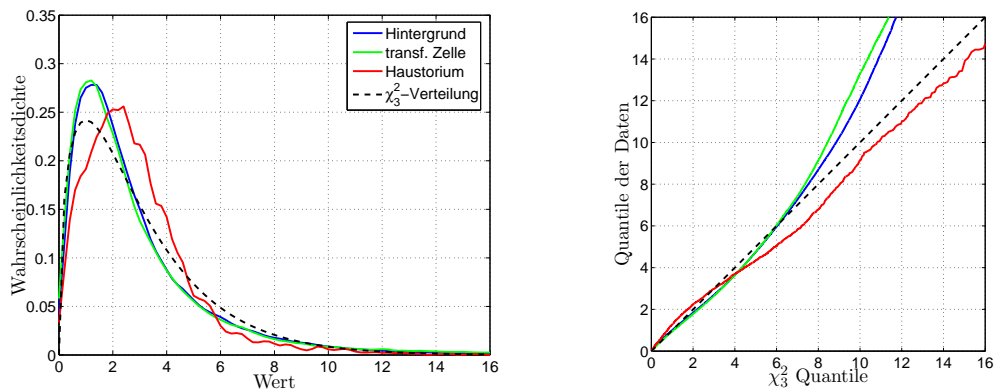 0.35
0.3
0.25
0.2
0.15
0.1
0.05
0
0 2 4 6 8 10 12 14 16
Wert
Wahrscheinlichkeitsdichte
Hintergrund
transf. Zelle
Haustorium
χ²₃−Verteilung
16
14
12
10
8
6
4
2
0
0 2 4 6 8 10 12 14 16
χ²₃ Quantile
Quantile der Daten